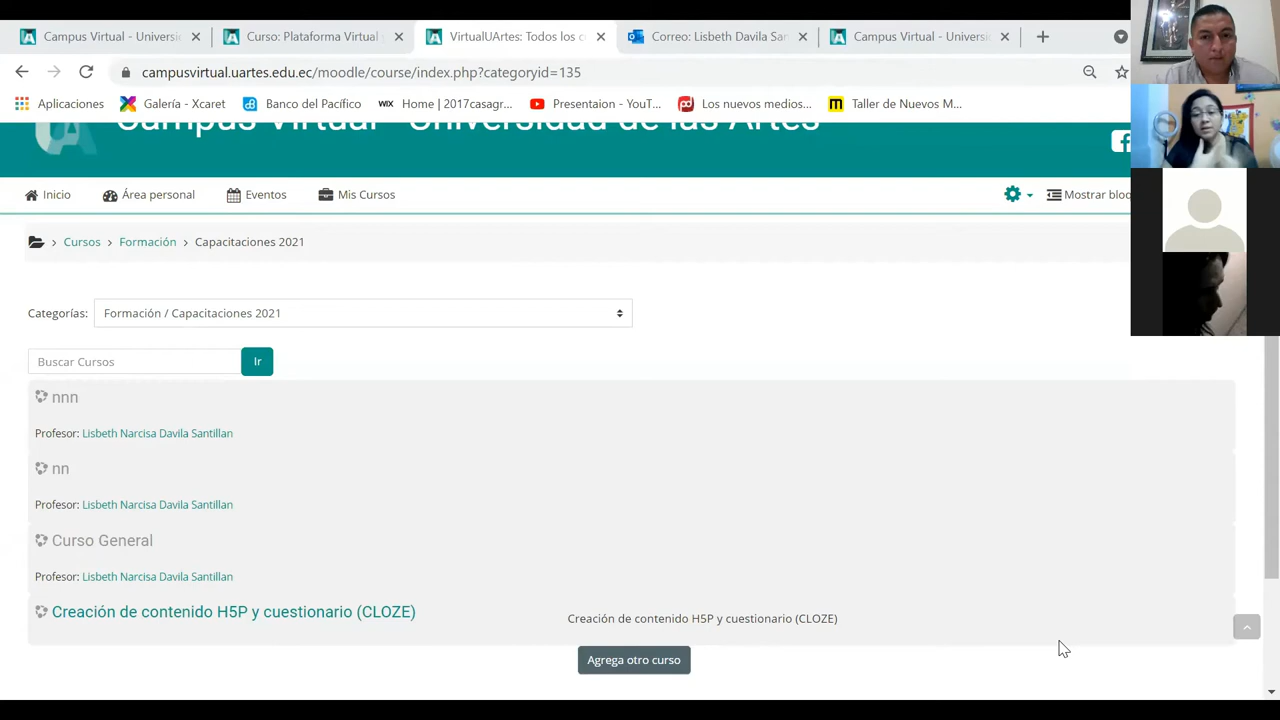 Campus Virtual - Universi
Curso: Plataforma Virtual
VirtualUArtes: Todos los c
Correo: Lisbeth Davila San
Campus Virtual - Universi
campusvirtual.uartes.edu.ec/moodle/course/index.php?categoryid=135
Aplicaciones
Galería - Xcaret
Banco del Pacífico
WIX
Home | 2017casagr...
Presentaion - YouT...
Los nuevos medios...
Taller de Nuevos M...
Campus Virtual - Universidad de las Artes
Inicio
Área personal
Eventos
Mis Cursos
Mostrar bloq
Cursos > Formación > Capacitaciones 2021
Categorías: Formación / Capacitaciones 2021
Buscar Cursos Ir
nnn
Profesor: Lisbeth Narcisa Davila Santillan
nn
Profesor: Lisbeth Narcisa Davila Santillan
Curso General
Profesor: Lisbeth Narcisa Davila Santillan
Creación de contenido H5P y cuestionario (CLOZE)
Creación de contenido H5P y cuestionario (CLOZE)
Agrega otro curso